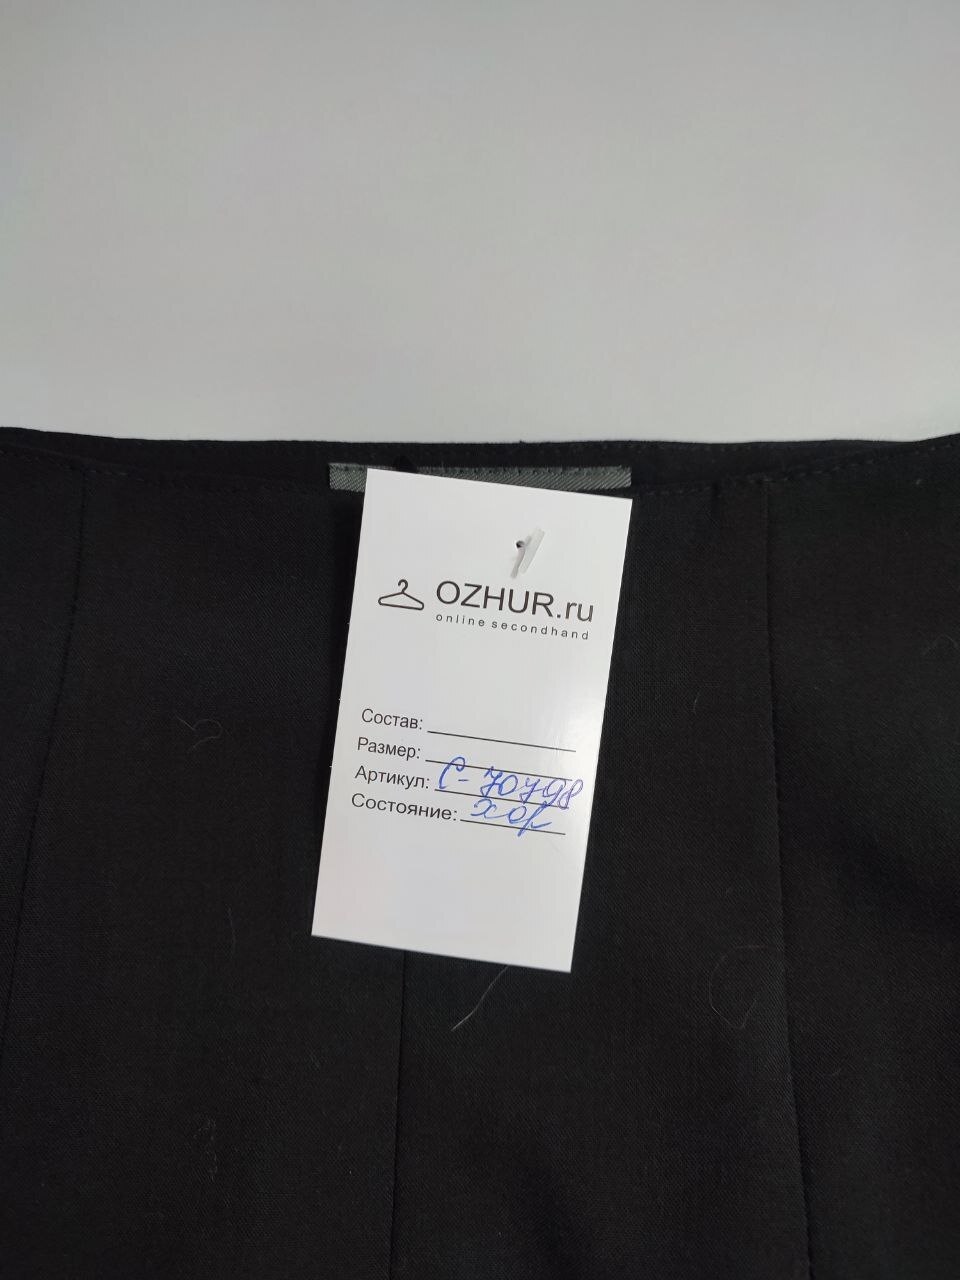 OZHUR.ru
online secondhand
Состав:
Размер:
Артикул: С-70798
Состояние: хор